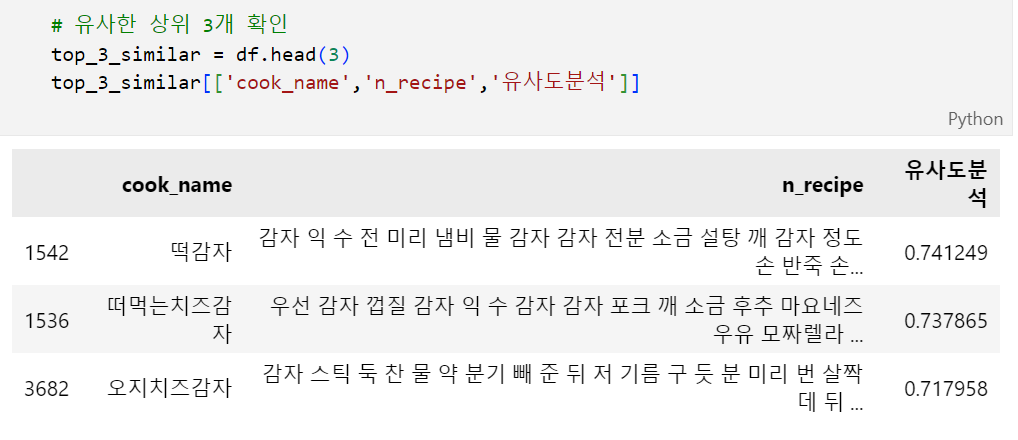 # 유사한 상위 3개 확인
top_3_similar = df.head(3)
top_3_similar[['cook_name','n_recipe','유사도분석']]
Python
cook_name n_recipe 유사도분
석
1542 떡감자 감자 익 수 전 미리 냄비 물 감자 감자 전분 소금 설탕 깨 감자 정도 0.741249
손 반죽 손...
1536 떠먹는치즈감 우선 감자 껍질 감자 익 수 감자 감자 포크 깨 소금 후추 마요네즈 0.737865
자 우유 모짜렐라 ...
3682 오지치즈감자 감자 스틱 둑 찬 물 약 분기 빼 준 뒤 저 기름 구 듯 분 미리 번 살짝 0.717958
데 뒤 ...